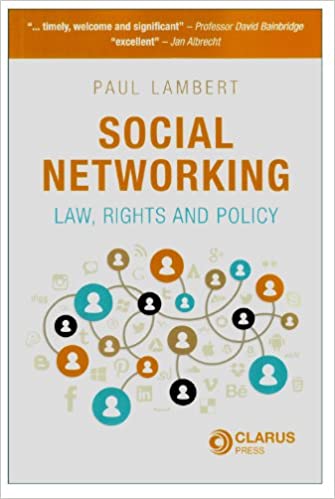 "... timely, welcome and significant" – Professor David Bainbridge
"excellent" – Jan Albrecht
PAUL LAMBERT
SOCIAL
NETWORKING
LAW, RIGHTS AND POLICY
CLARUS
PRESS